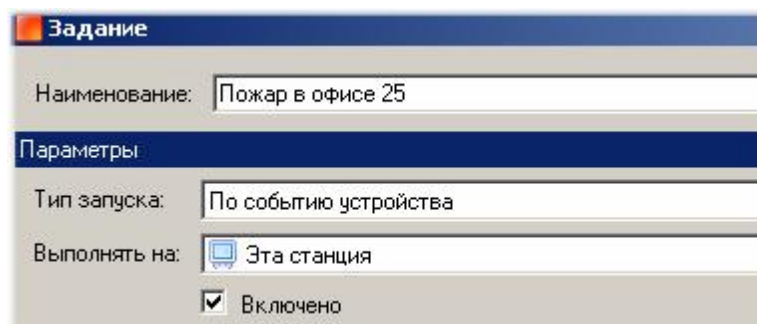 Задание
Наименование: Пожар в офисе 25
Параметры
Тип запуска: По событию устройства
Выполнять на: Эта станция
Включено